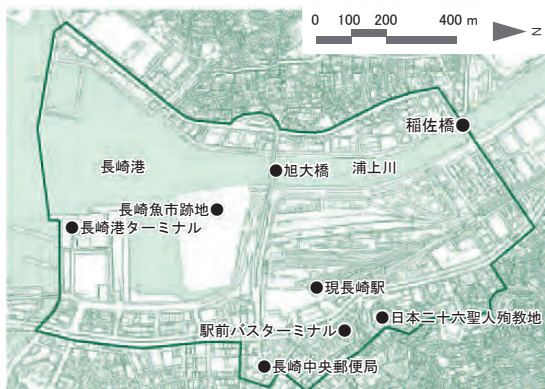 0 100 200 400 m
N
稲佐橋
長崎港
旭大橋
浦上川
長崎魚市跡地
長崎港ターミナル
現長崎駅
日本二十六聖人殉教地
駅前バスターミナル
長崎中央郵便局